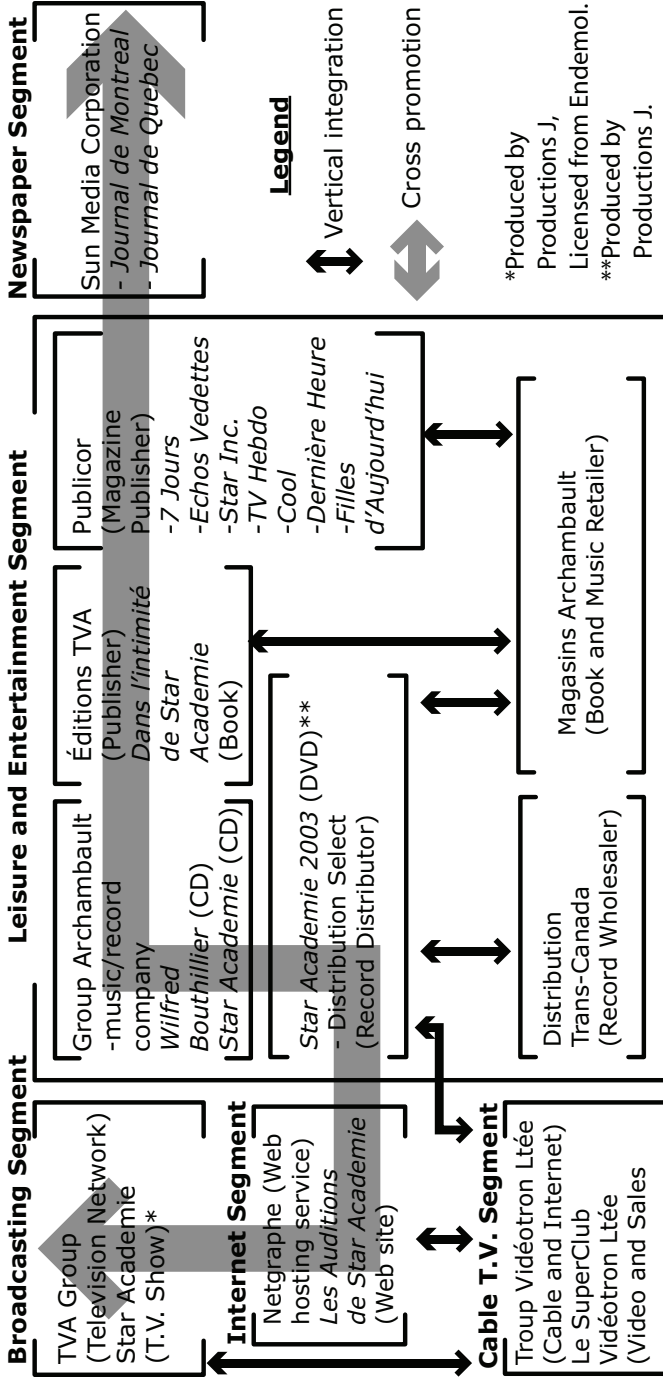 Broadcasting Segment
TVA Group
(Television Network)
Star Academie
(T.V. Show)*
Internet Segment
Netgraphe (Web
hosting service)
Les Auditions
de Star Academie
(Web site)
Cable T.V. Segment
Troup Vidéotron Ltée
(Cable and Internet)
Le SuperClub
Vidéotron Ltée
(Video and Sales
Leisure and Entertainment Segment
Group Archambault
-music/record
company
Wilfred
Bouthillier (CD)
Star Academie (CD)
Éditions TVA
(Publisher)
Dans l'intimité
de Star
Academie
(Book)
Publicor
(Magazine
Publisher)
-7 Jours
-Echos Vedettes
-Star Inc.
-TV Hebdo
-Cool
-Dernière Heure
-Filles
d'Aujourd'hui
Star Academie 2003 (DVD)**
- Distribution Select
(Record Distributor)
Distribution
Trans-Canada
(Record Wholesaler)
Magasins Archambault
(Book and Music Retailer)
Newspaper Segment
Sun Media Corporation
- Journal de Montreal
- Journal de Quebec
Legend
Vertical integration
Cross promotion
*Produced by
Productions J,
Licensed from Endemol.
**Produced by
Productions J.